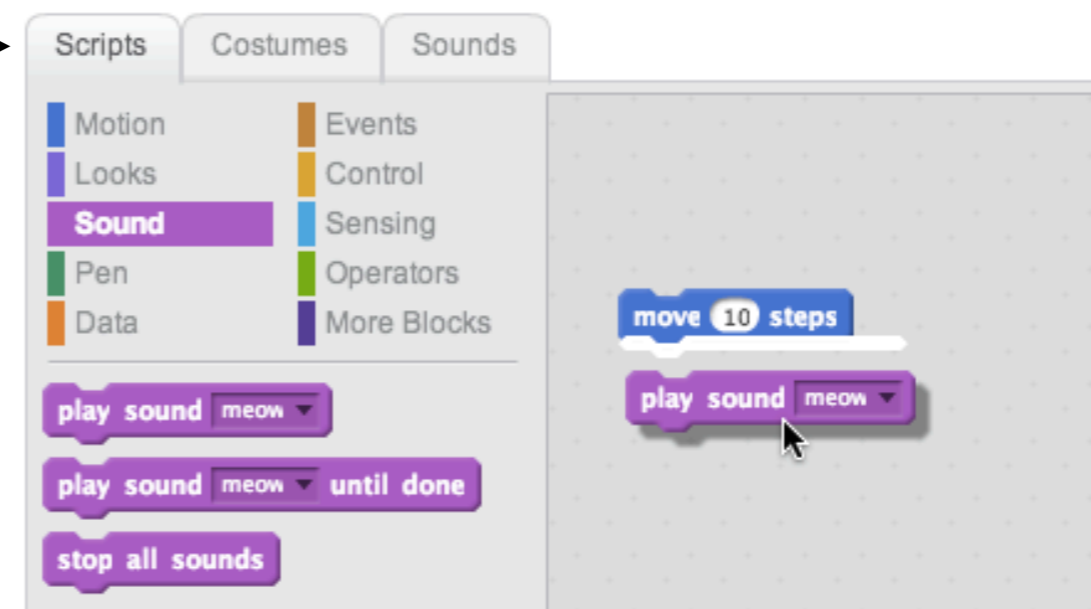 Scripts Costumes Sounds
Motion Events
Looks Control
Sound Sensing
Pen Operators
Data More Blocks
play sound meow
play sound meow until done
stop all sounds
move 10 steps
play sound meow